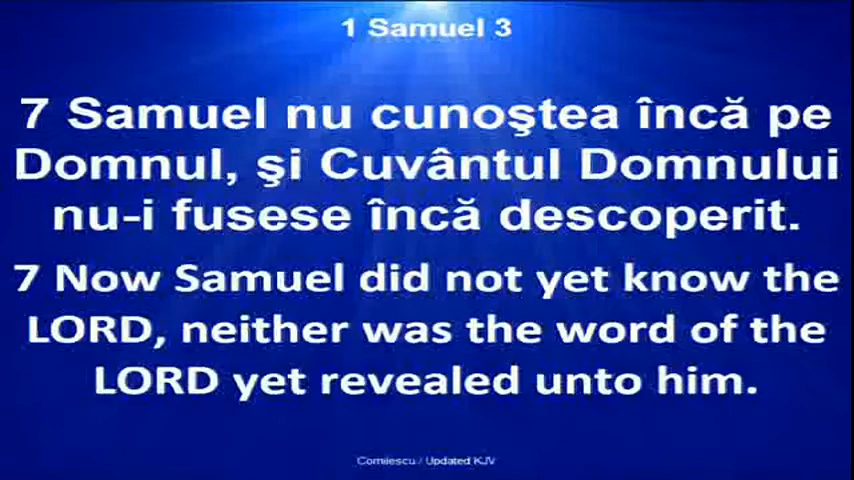 1 Samuel 3
7 Samuel nu cunoştea încă pe
Domnul, şi Cuvântul Domnului
nu-i fusese încă descoperit.
7 Now Samuel did not yet know the
LORD, neither was the word of the
LORD yet revealed unto him.
Cornilescu / Updated KJV